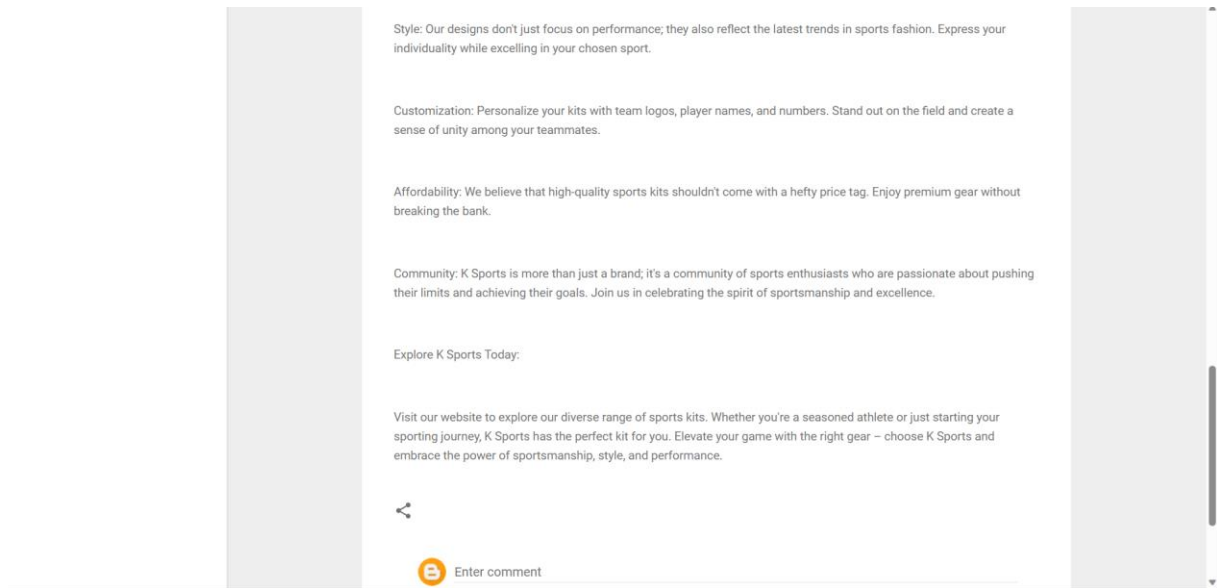 Style: Our designs don't just focus on performance; they also reflect the latest trends in sports fashion. Express your
individuality while excelling in your chosen sport.
Customization: Personalize your kits with team logos, player names, and numbers. Stand out on the field and create a
sense of unity among your teammates.
Affordability: We believe that high-quality sports kits shouldn't come with a hefty price tag. Enjoy premium gear without
breaking the bank.
Community: K Sports is more than just a brand; it's a community of sports enthusiasts who are passionate about pushing
their limits and achieving their goals. Join us in celebrating the spirit of sportsmanship and excellence.
Explore K Sports Today:
Visit our website to explore our diverse range of sports kits. Whether you're a seasoned athlete or just starting your
sporting journey, K Sports has the perfect kit for you. Elevate your game with the right gear – choose K Sports and
embrace the power of sportsmanship, style, and performance.
Enter comment